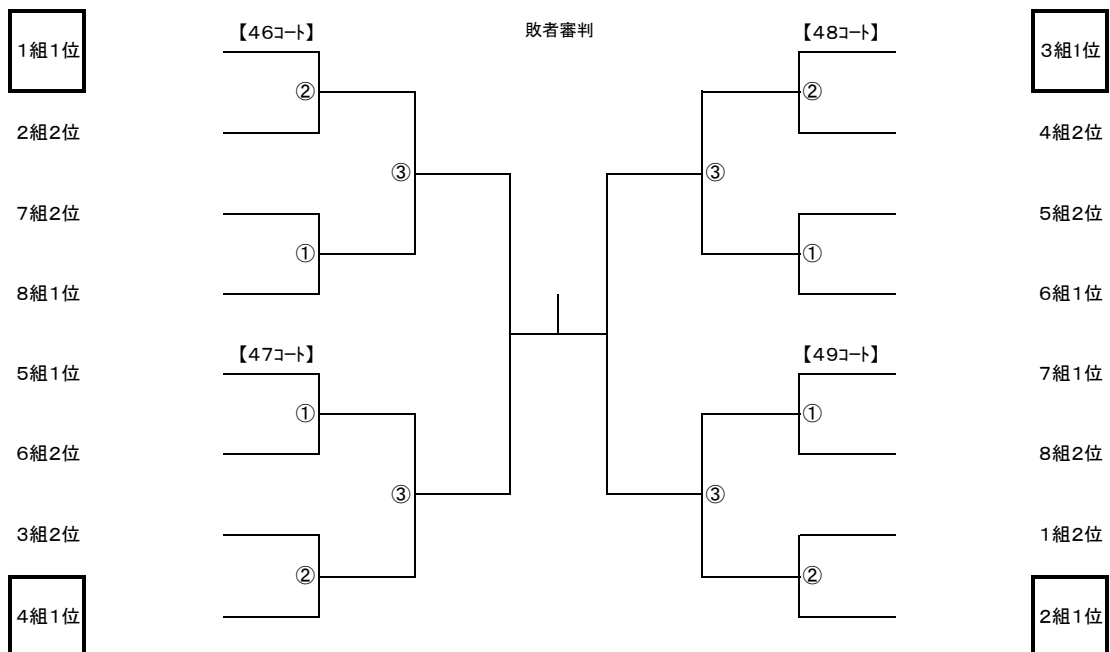 【46コート】
敗者審判
【48コート】
1組1位
3組1位
②
②
2組2位
4組2位
③
③
7組2位
5組2位
①
①
8組1位
6組1位
【47コート】
【49コート】
5組1位
7組1位
①
①
6組2位
8組2位
③
③
3組2位
1組2位
②
②
4組1位
2組1位